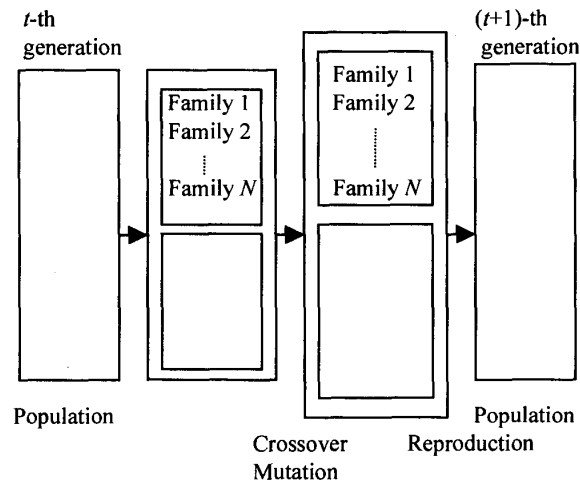 t-th
generation
(t+1)-th
generation
Family 1
Family 2
Family N
Family 1
Family 2
Family N
Population
Population
Crossover
Mutation
Reproduction